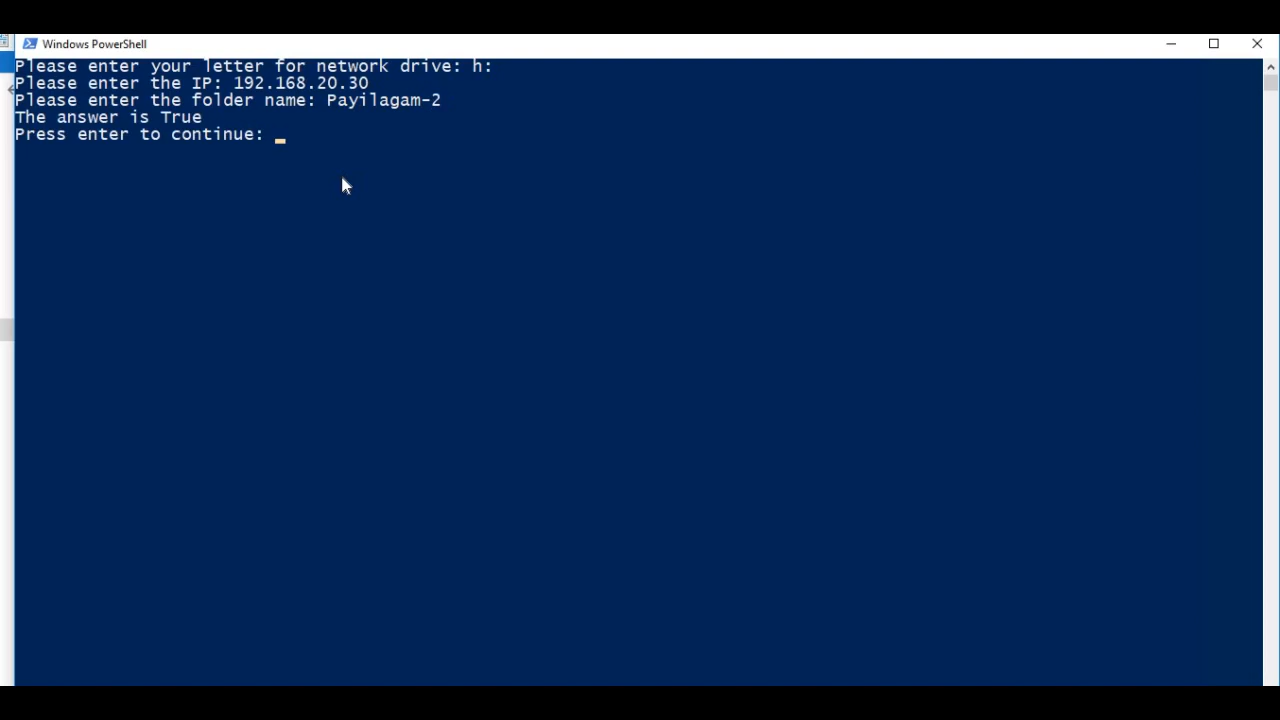 Windows PowerShell
Please enter your letter for network drive: h:
Please enter the IP: 192.168.20.30
Please enter the folder name: Payilagam-2
The answer is True
Press enter to continue: